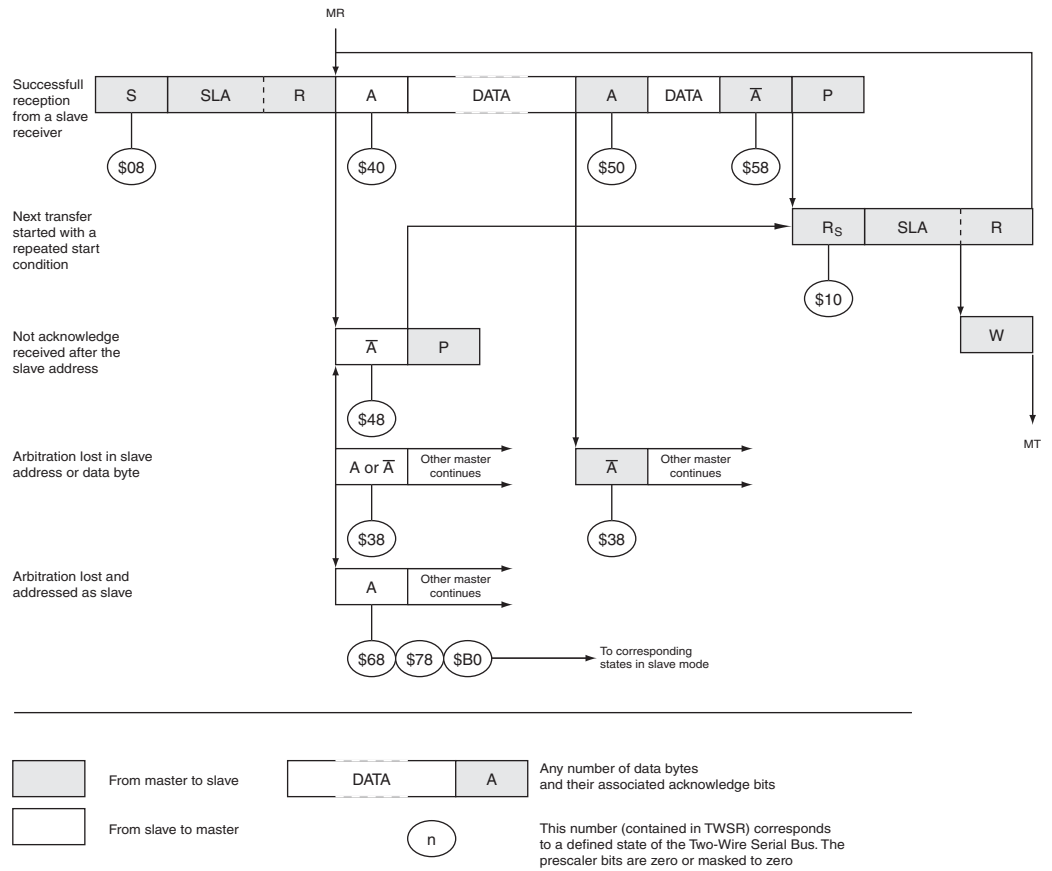 MR
Successfull
reception
from a slave
receiver
S SLA R A DATA A DATA A̅ P
$08 $40 $50 $58
Next transfer
started with a
repeated start
condition
RS SLA R
$10
Not acknowledge
received after the
slave address
A̅ P
W
$48
MT
Arbitration lost in slave
address or data byte
A or A̅
Other master
continues
A̅
Other master
continues
$38 $38
Arbitration lost and
addressed as slave
A
Other master
continues
$68 $78 $B0
To corresponding
states in slave mode
From master to slave
DATA A
Any number of data bytes
and their associated acknowledge bits
From slave to master
n
This number (contained in TWSR) corresponds
to a defined state of the Two-Wire Serial Bus. The
prescaler bits are zero or masked to zero